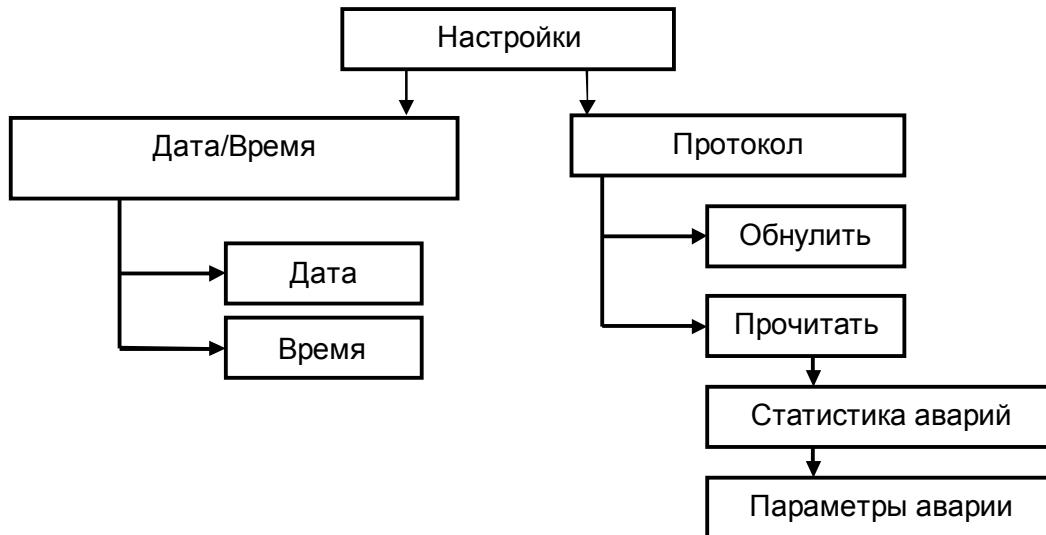 Настройки
Дата/Время
Протокол
Обнулить
Дата
Прочитать
Время
Статистика аварий
Параметры аварии